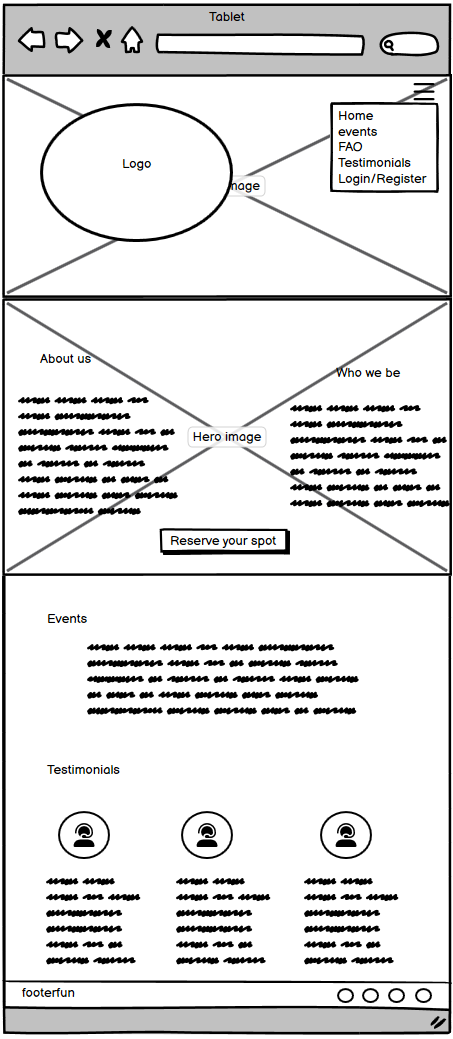 Tablet
Logo
mage
Home
events
FAO
Testimonials
Login/Register
About us
Who we be
Hero image
Reserve your spot
Events
Testimonials
footerfun